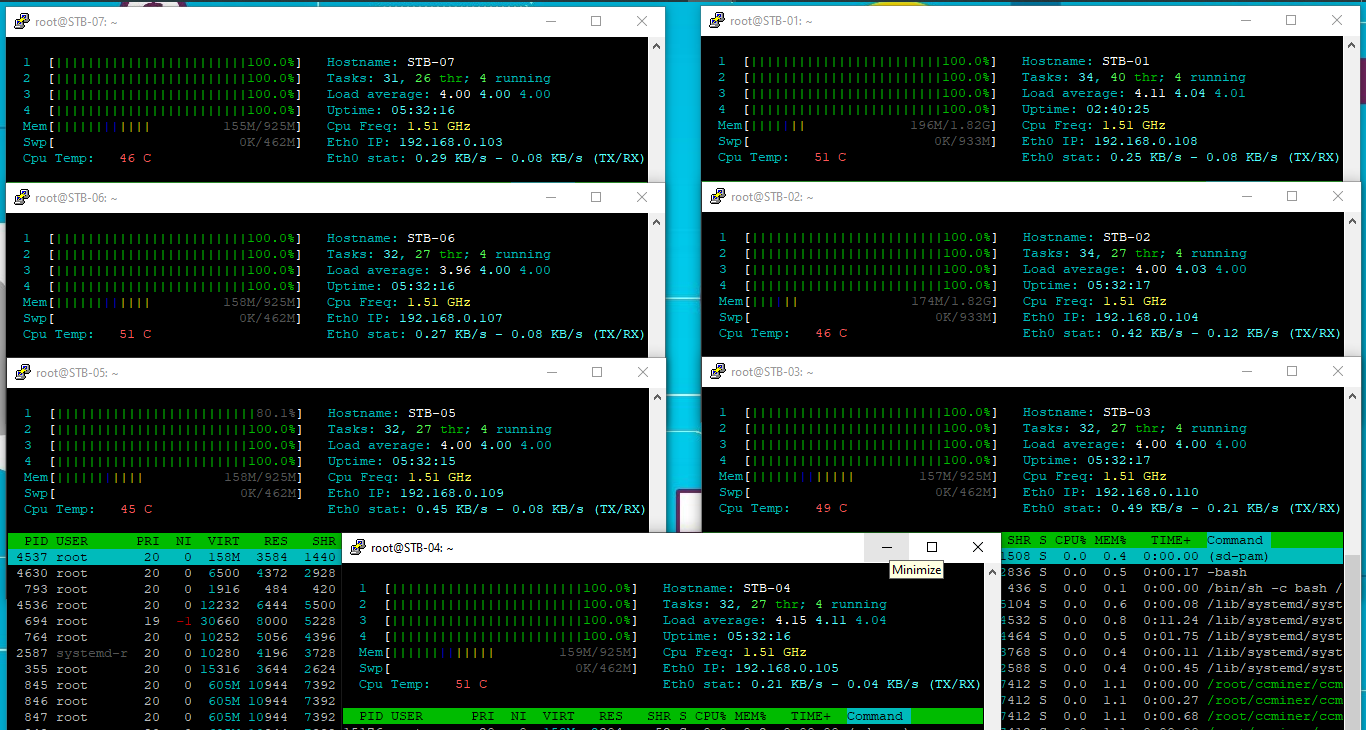 root@STB-07: ~
1 [||||||||||||||||||||||||100.0%] Hostname: STB-07
2 [||||||||||||||||||||||||100.0%] Tasks: 31, 26 thr; 4 running
3 [||||||||||||||||||||||||100.0%] Load average: 4.00 4.00 4.00
4 [||||||||||||||||||||||||100.0%] Uptime: 05:32:16
Mem[|||||||||||| 155M/925M] Cpu Freq: 1.51 GHz
Swp[ 0K/462M] Eth0 IP: 192.168.0.103
Cpu Temp: 46 C Eth0 stat: 0.29 KB/s - 0.08 KB/s (TX/RX)
root@STB-01: ~
1 [||||||||||||||||||||||||100.0%] Hostname: STB-01
2 [||||||||||||||||||||||||100.0%] Tasks: 34, 40 thr; 4 running
3 [||||||||||||||||||||||||100.0%] Load average: 4.11 4.04 4.01
4 [||||||||||||||||||||||||100.0%] Uptime: 02:40:25
Mem[||||||| 196M/1.82G] Cpu Freq: 1.51 GHz
Swp[ 0K/933M] Eth0 IP: 192.168.0.108
Cpu Temp: 51 C Eth0 stat: 0.25 KB/s - 0.08 KB/s (TX/RX)
root@STB-06: ~
1 [||||||||||||||||||||||||100.0%] Hostname: STB-06
2 [||||||||||||||||||||||||100.0%] Tasks: 32, 27 thr; 4 running
3 [||||||||||||||||||||||||100.0%] Load average: 3.96 4.00 4.00
4 [||||||||||||||||||||||||100.0%] Uptime: 05:32:16
Mem[|||||||||||| 158M/925M] Cpu Freq: 1.51 GHz
Swp[ 0K/462M] Eth0 IP: 192.168.0.107
Cpu Temp: 51 C Eth0 stat: 0.27 KB/s - 0.08 KB/s (TX/RX)
root@STB-02: ~
1 [||||||||||||||||||||||||100.0%] Hostname: STB-02
2 [||||||||||||||||||||||||100.0%] Tasks: 34, 27 thr; 4 running
3 [||||||||||||||||||||||||100.0%] Load average: 4.00 4.03 4.00
4 [||||||||||||||||||||||||100.0%] Uptime: 05:32:17
Mem[|||||| 174M/1.82G] Cpu Freq: 1.51 GHz
Swp[ 0K/933M] Eth0 IP: 192.168.0.104
Cpu Temp: 46 C Eth0 stat: 0.42 KB/s - 0.12 KB/s (TX/RX)
root@STB-05: ~
1 [||||||||||||||||||||||||| 80.1%] Hostname: STB-05
2 [||||||||||||||||||||||||100.0%] Tasks: 32, 27 thr; 4 running
3 [||||||||||||||||||||||||100.0%] Load average: 4.00 4.00 4.00
4 [||||||||||||||||||||||||100.0%] Uptime: 05:32:15
Mem[||||||||||| 158M/925M] Cpu Freq: 1.51 GHz
Swp[ 0K/462M] Eth0 IP: 192.168.0.109
Cpu Temp: 45 C Eth0 stat: 0.45 KB/s - 0.08 KB/s (TX/RX)
PID USER PRI NI VIRT RES SHR
4537 root 20 0 158M 3584 1440
4630 root 20 0 6500 4372 2928
793 root 20 0 1916 484 420
4536 root 20 0 12232 6444 5500
694 root 19 -1 30660 8000 5228
764 root 20 0 10252 5056 4396
2587 systemd-r 20 0 10280 4196 3728
355 root 20 0 15316 3644 2624
845 root 20 0 605M 10944 7392
846 root 20 0 605M 10944 7392
847 root 20 0 605M 10944 7392
root@STB-03: ~
1 [||||||||||||||||||||||||100.0%] Hostname: STB-03
2 [||||||||||||||||||||||||100.0%] Tasks: 32, 27 thr; 4 running
3 [||||||||||||||||||||||||100.0%] Load average: 4.00 4.00 4.00
4 [||||||||||||||||||||||||100.0%] Uptime: 05:32:17
Mem[||||||||||||| 157M/925M] Cpu Freq: 1.51 GHz
Swp[ 0K/462M] Eth0 IP: 192.168.0.110
Cpu Temp: 49 C Eth0 stat: 0.49 KB/s - 0.21 KB/s (TX/RX)
SHR S CPU% MEM% TIME+ Command
1508 S 0.0 0.4 0:00.00 (sd-pam)
2836 S 0.0 0.5 0:00.17 -bash
436 S 0.0 0.1 0:00.00 /bin/sh -c bash /
5104 S 0.0 0.6 0:00.08 /lib/systemd/syst
4532 S 0.0 0.8 0:11.24 /lib/systemd/syst
4464 S 0.0 0.5 0:01.75 /lib/systemd/syst
3768 S 0.0 0.4 0:00.11 /lib/systemd/syst
2588 S 0.0 0.4 0:00.45 /lib/systemd/syst
7412 S 0.0 1.1 0:00.00 /root/ccminer/ccm
7412 S 0.0 1.1 0:00.27 /root/ccminer/ccm
7412 S 0.0 1.1 0:00.68 /root/ccminer/ccm
root@STB-04: ~
Minimize
1 [||||||||||||||||||||||||100.0%] Hostname: STB-04
2 [||||||||||||||||||||||||100.0%] Tasks: 32, 27 thr; 4 running
3 [||||||||||||||||||||||||100.0%] Load average: 4.15 4.11 4.04
4 [||||||||||||||||||||||||100.0%] Uptime: 05:32:16
Mem[||||||||||||| 159M/925M] Cpu Freq: 1.51 GHz
Swp[ 0K/462M] Eth0 IP: 192.168.0.105
Cpu Temp: 51 C Eth0 stat: 0.21 KB/s - 0.04 KB/s (TX/RX)
PID USER PRI NI VIRT RES SHR S CPU% MEM% TIME+ Command